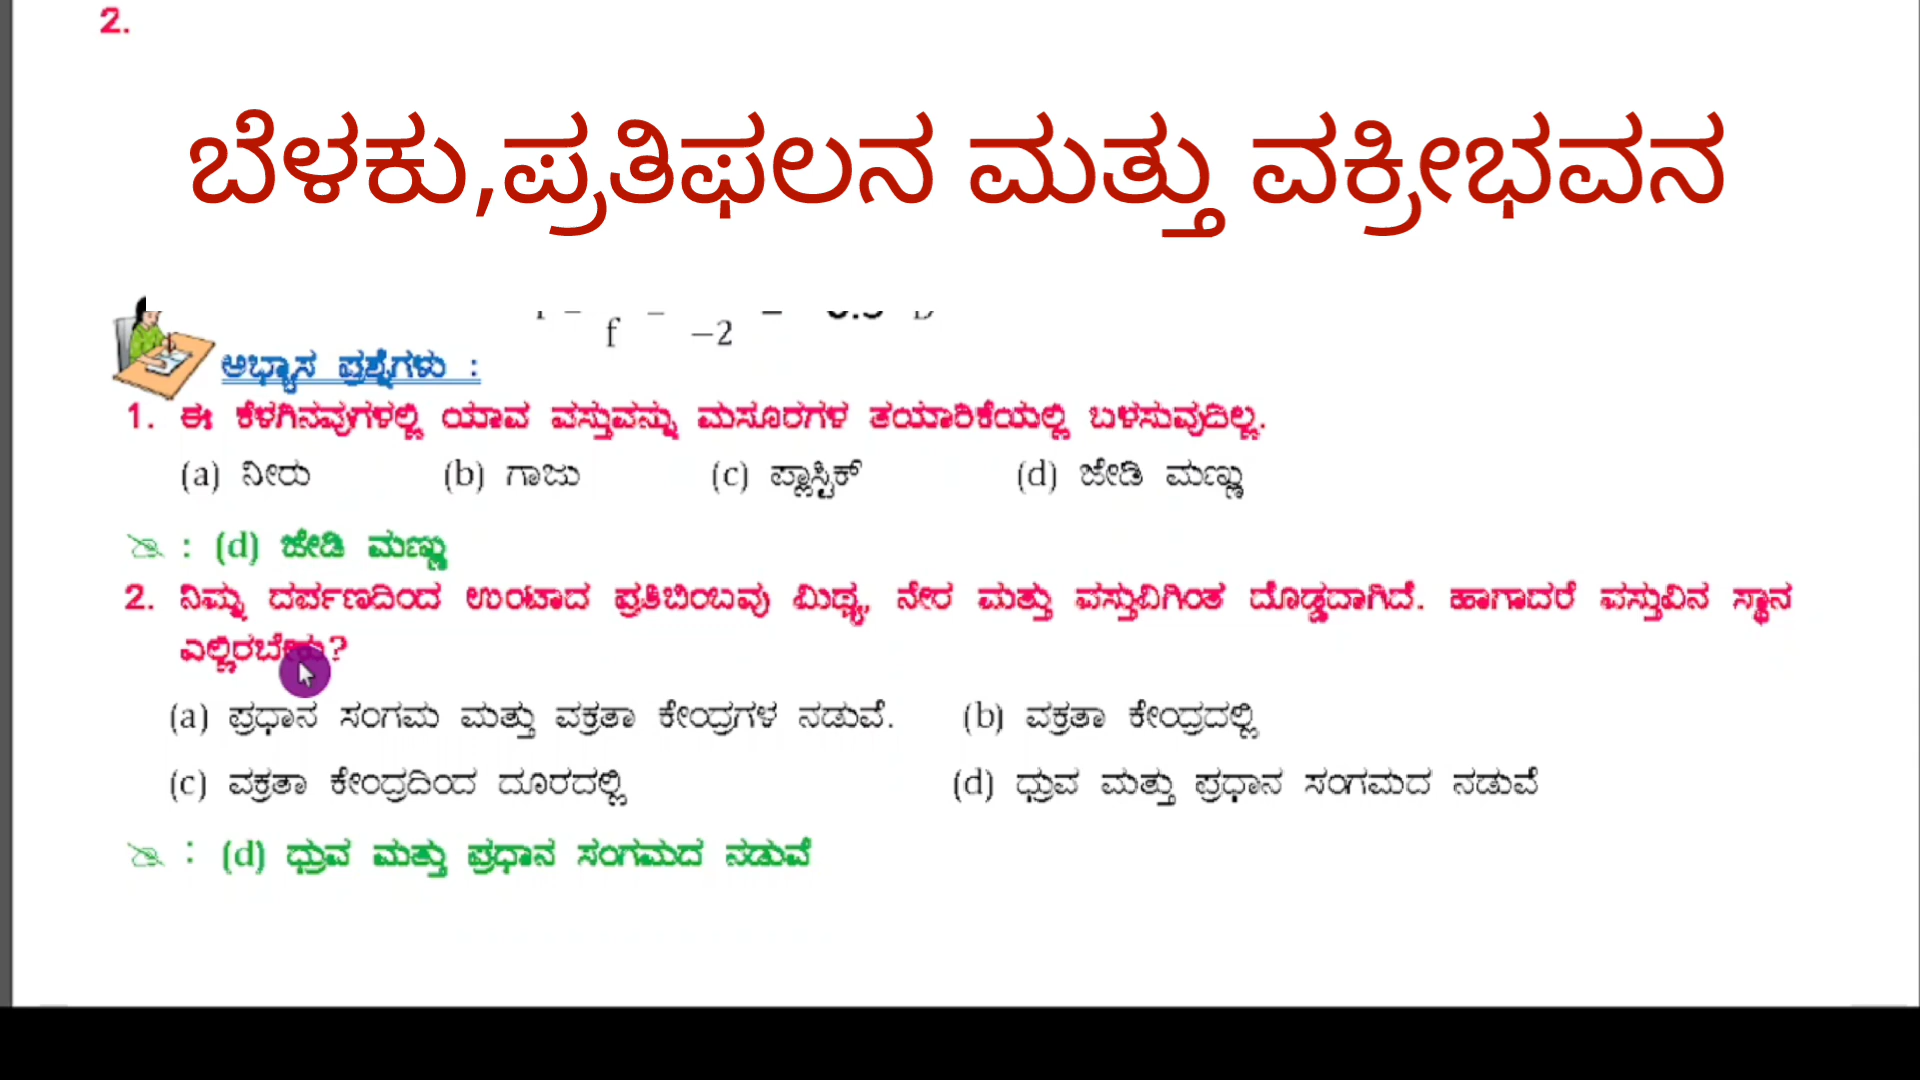 2.
ಬೆಳಕು,ಪ್ರತಿಫಲನ ಮತ್ತು ವಕ್ರೀಭವನ
f −2
ಅಭ್ಯಾಸ ಪ್ರಶ್ನೆಗಳು :
1. ಈ ಕೆಳಗಿನವುಗಳಲ್ಲಿ ಯಾವ ವಸ್ತುವನ್ನು ಮಸೂರಗಳ ತಯಾರಿಕೆಯಲ್ಲಿ ಬಳಸುವುದಿಲ್ಲ.
(a) ನೀರು (b) ಗಾಜು (c) ಪ್ಲಾಸ್ಟಿಕ್ (d) ಜೇಡಿ ಮಣ್ಣು
: (d) ಜೇಡಿ ಮಣ್ಣು
2. ನಿಮ್ನ ದರ್ಪಣದಿಂದ ಉಂಟಾದ ಪ್ರತಿಬಿಂಬವು ಮಿಥ್ಯ, ನೇರ ಮತ್ತು ವಸ್ತುವಿಗಿಂತ ದೊಡ್ಡದಾಗಿದೆ. ಹಾಗಾದರೆ ವಸ್ತುವಿನ ಸ್ಥಾನ
ಎಲ್ಲಿರಬೇಕು?
(a) ಪ್ರಧಾನ ಸಂಗಮ ಮತ್ತು ವಕ್ರತಾ ಕೇಂದ್ರಗಳ ನಡುವೆ. (b) ವಕ್ರತಾ ಕೇಂದ್ರದಲ್ಲಿ
(c) ವಕ್ರತಾ ಕೇಂದ್ರದಿಂದ ದೂರದಲ್ಲಿ (d) ಧ್ರುವ ಮತ್ತು ಪ್ರಧಾನ ಸಂಗಮದ ನಡುವೆ
: (d) ಧ್ರುವ ಮತ್ತು ಪ್ರಧಾನ ಸಂಗಮದ ನಡುವೆ